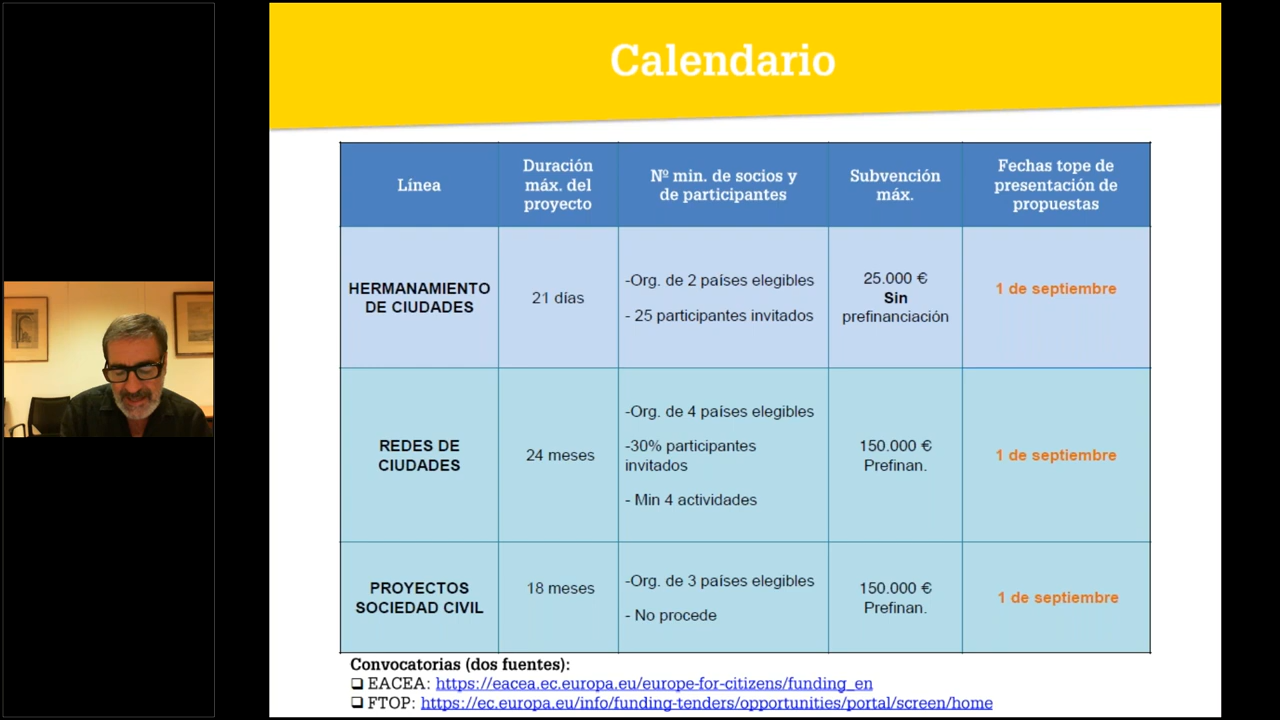 Calendario
Línea
Duración
máx. del
proyecto
Nº min. de socios y
de participantes
Subvención
máx.
Fechas tope de
presentación de
propuestas
HERMANAMIENTO
DE CIUDADES
21 días
-Org. de 2 países elegibles
- 25 participantes invitados
25.000 €
Sin
prefinanciación
1 de septiembre
REDES DE
CIUDADES
24 meses
-Org. de 4 países elegibles
-30% participantes
invitados
- Min 4 actividades
150.000 €
Prefinan.
1 de septiembre
PROYECTOS
SOCIEDAD CIVIL
18 meses
-Org. de 3 países elegibles
- No procede
150.000 €
Prefinan.
1 de septiembre
Convocatorias (dos fuentes):
❑ EACEA: https://eacea.ec.europa.eu/europe-for-citizens/funding_en
❑ FTOP: https://ec.europa.eu/info/funding-tenders/opportunities/portal/screen/home